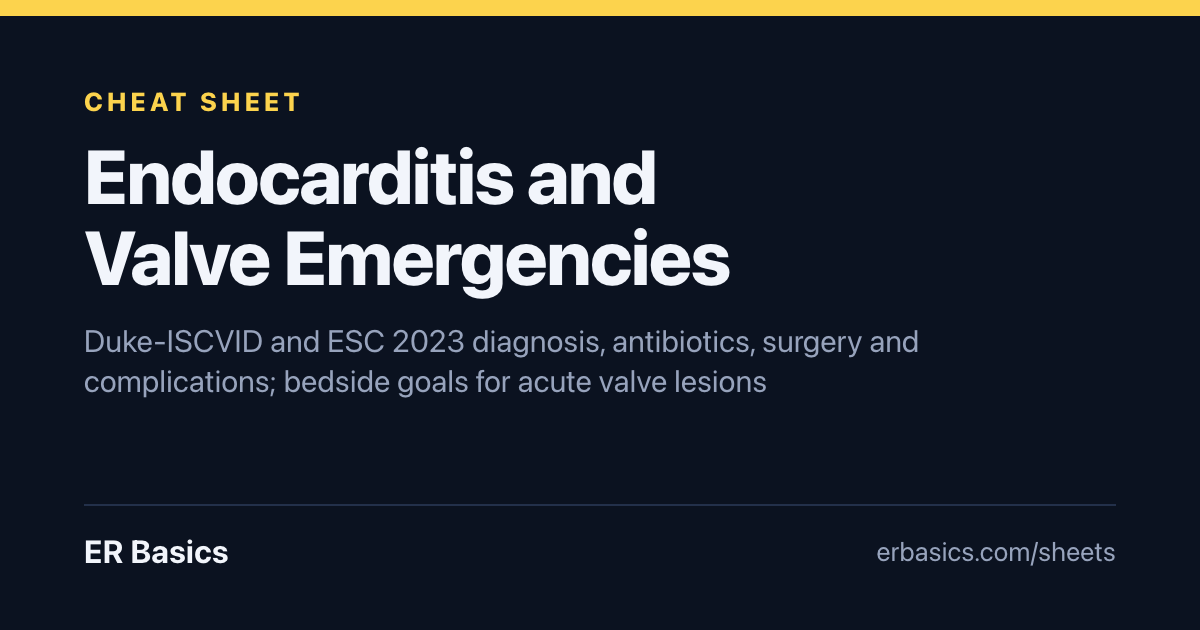 CHEAT SHEET
Endocarditis and
Valve Emergencies
Duke-ISCVID and ESC 2023 diagnosis, antibiotics, surgery and
complications; bedside goals for acute valve lesions
ER Basics
erbasics.com/sheets